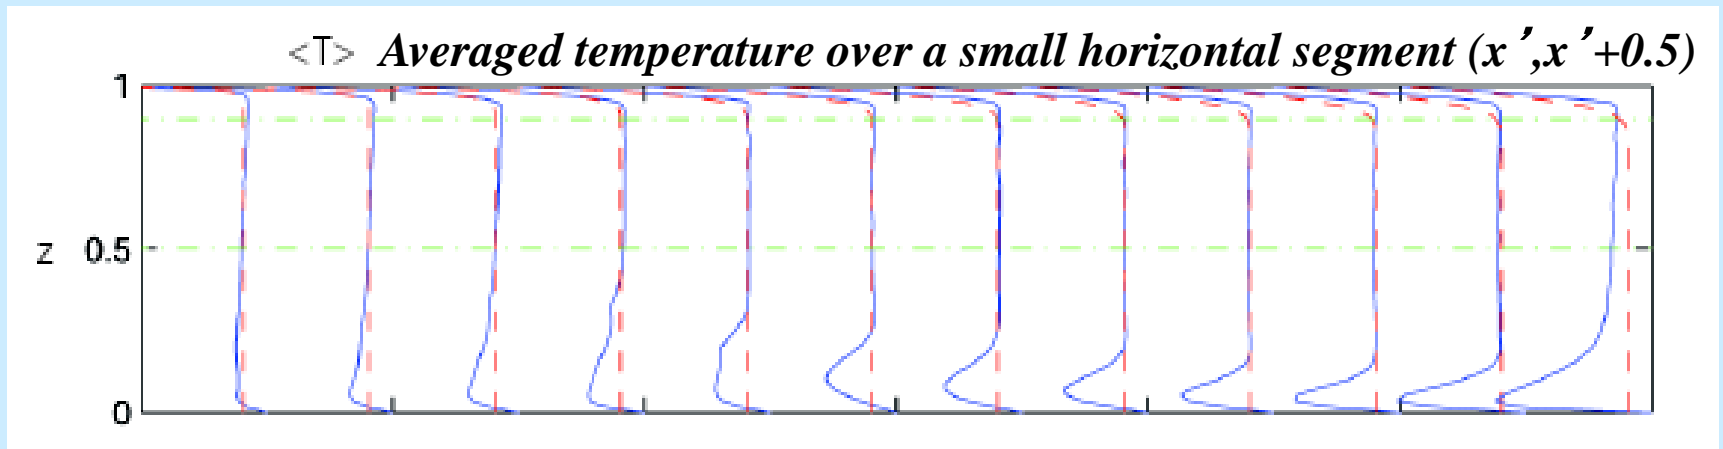 <T> Averaged temperature over a small horizontal segment (x',x'+0.5)
1
z 0.5
0